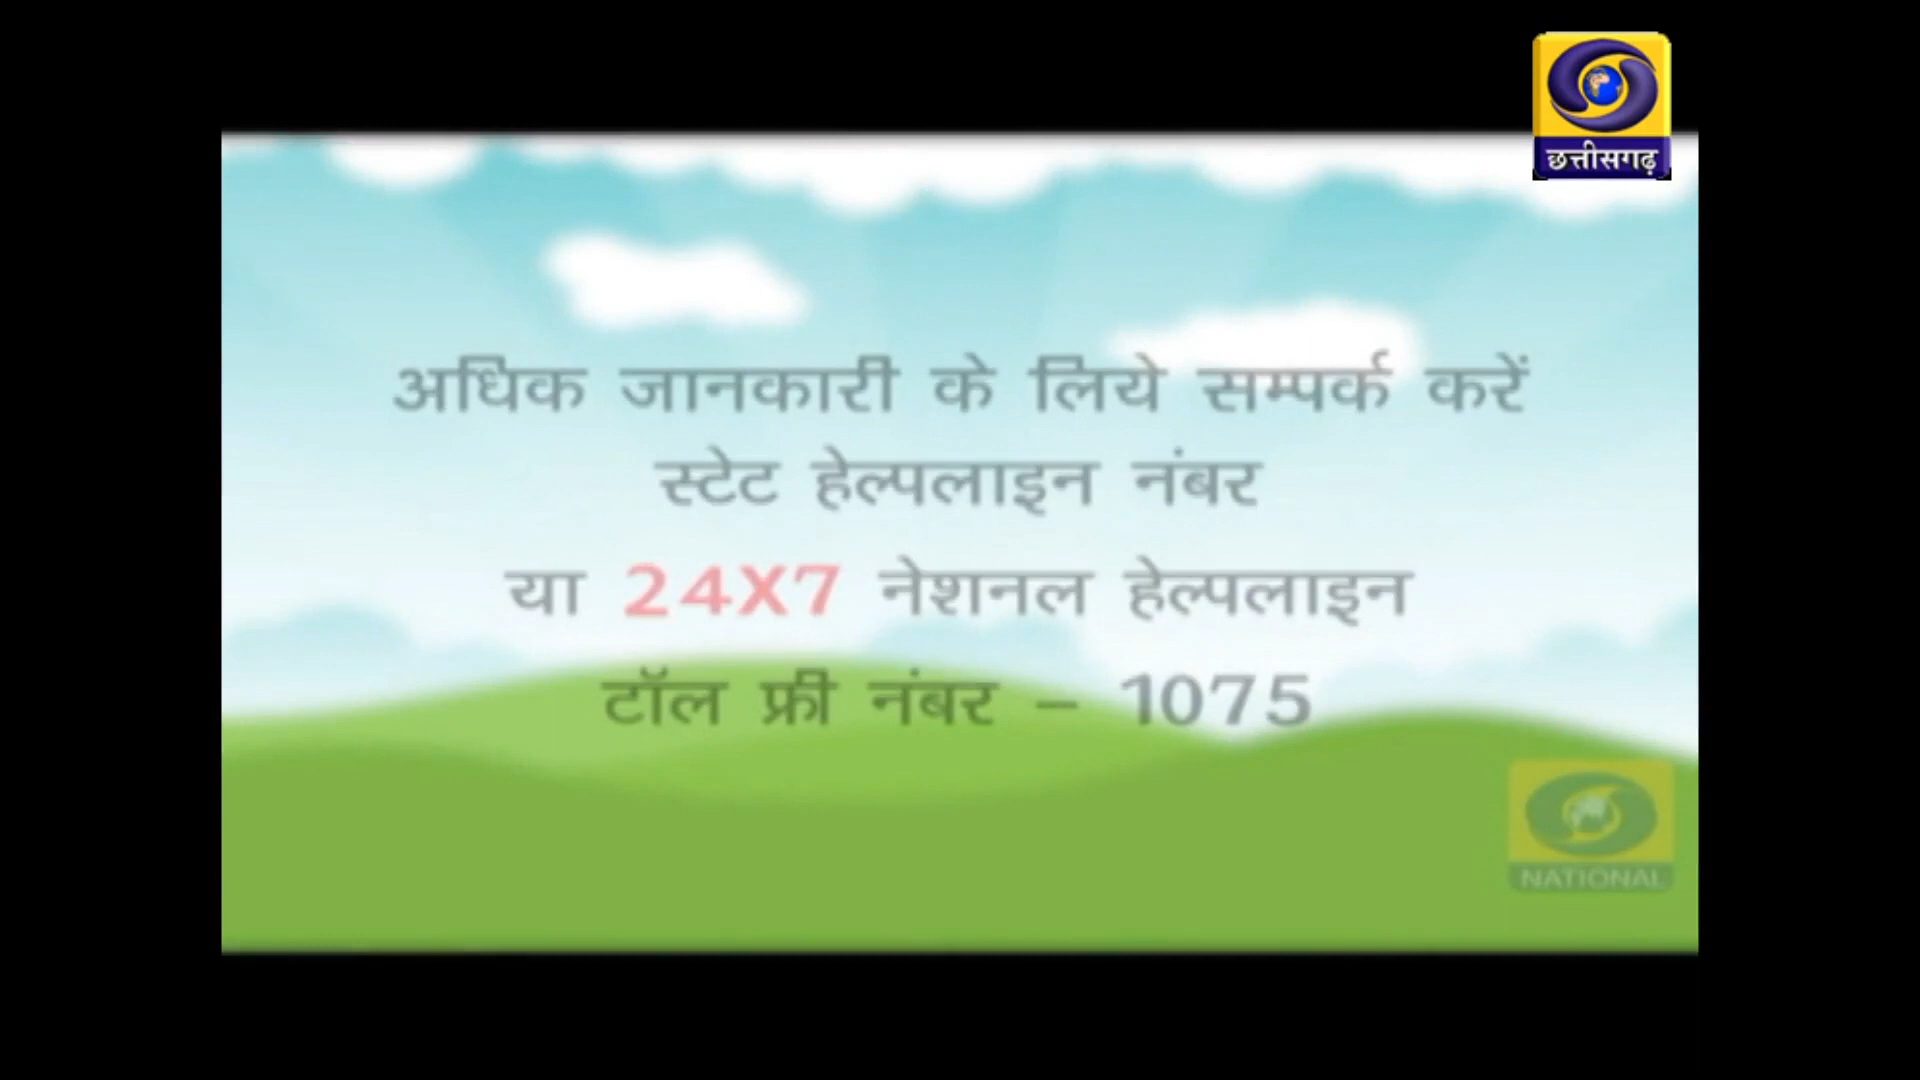 छत्तीसगढ़
अधिक जानकारी के लिये सम्पर्क करें
स्टेट हेल्पलाइन नंबर
या 24X7 नेशनल हेल्पलाइन
टॉल फ्री नंबर – 1075
NATIONAL